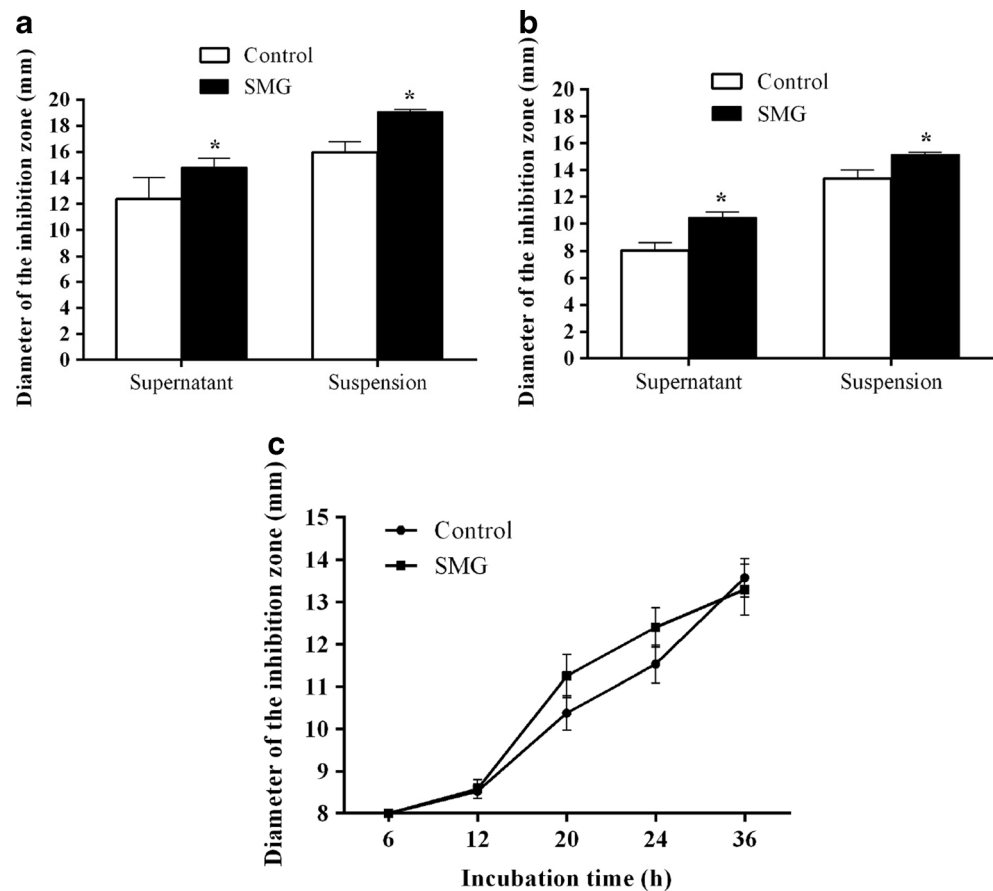 a
Diameter of the inhibition zone (mm)
Control
SMG
20
18
16
14
12
10
8
6
4
2
0
*
*
Supernatant
Suspension
b
Diameter of the inhibition zone (mm)
Control
SMG
20
18
16
14
12
10
8
6
4
2
0
*
*
Supernatant
Suspension
c
Diameter of the inhibition zone (mm)
Control
SMG
15
14
13
12
11
10
9
8
6
12
20
24
36
Incubation time (h)